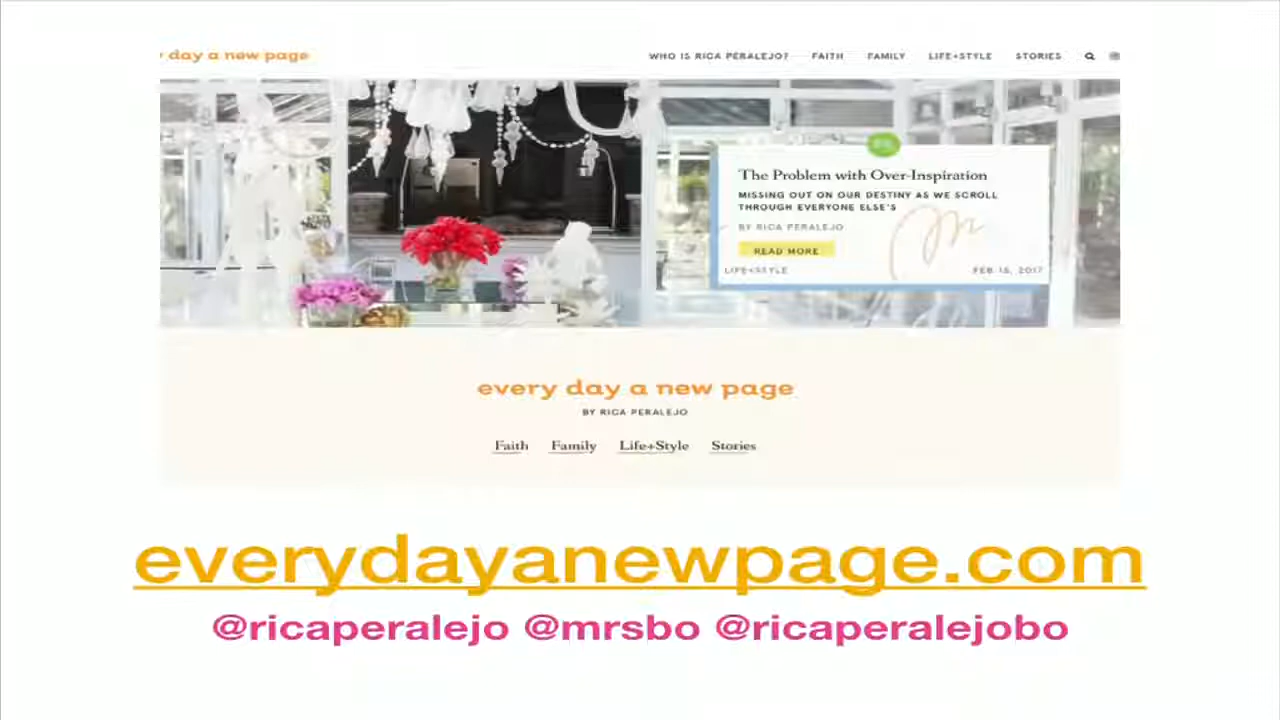 y day a new page
WHO IS RICA PERALEJO? FAITH FAMILY LIFE+STYLE STORIES
The Problem with Over-Inspiration
MISSING OUT ON OUR DESTINY AS WE SCROLL
THROUGH EVERYONE ELSE'S
BY RICA PERALEJO
READ MORE
LIFE+STYLE FEB 15, 2017
every day a new page
BY RICA PERALEJO
Faith Family Life+Style Stories
everydayanewpage.com
@ricaperalejo @mrsbo @ricaperalejobo